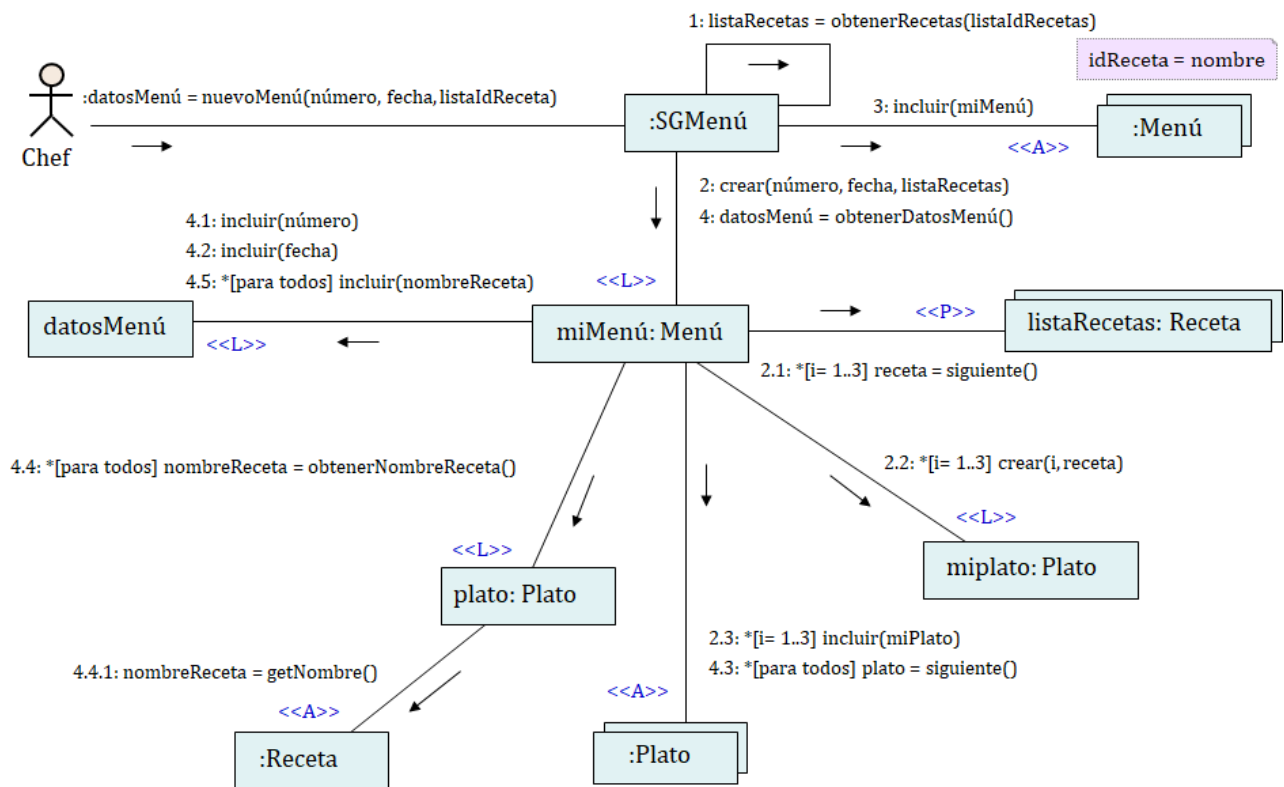 1: listaRecetas = obtenerRecetas(listaIdRecetas)
idReceta = nombre
:datosMenú = nuevoMenú(número, fecha,listaIdReceta)
Chef
:SGMenú
3: incluir(miMenú)
<<A>>
:Menú
2: crear(número, fecha,listaRecetas)
4: datosMenú = obtenerDatosMenú()
4.1: incluir(número)
4.2: incluir(fecha)
4.5: *[para todos] incluir(nombreReceta)
<<L>>
datosMenú
<<L>>
miMenú: Menú
<<P>>
listaRecetas: Receta
2.1: *[i= 1..3] receta = siguiente()
4.4: *[para todos] nombreReceta = obtenerNombreReceta()
2.2: *[i= 1..3] crear(i,receta)
<<L>>
miplato: Plato
<<L>>
plato: Plato
2.3: *[i= 1..3] incluir(miPlato)
4.3: *[para todos] plato = siguiente()
4.4.1: nombreReceta = getNombre()
<<A>>
:Receta
<<A>>
:Plato